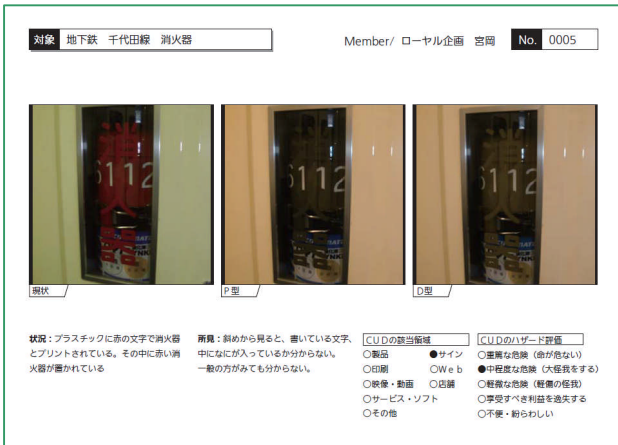 対象 地下鉄 千代田線 消火器
Member/ ローヤル企画 宮岡
No. 0005
6112
6112
6112
現状
P型
D型
状況：プラスチックに赤の文字で消火器
とプリントされている。その中に赤い消
火器が置かれている
所見：斜めから見ると、書いている文字、
中になにが入っているか分からない。
一般の方がみても分からない。
CUDの該当領域
○製品 ●サイン
○印刷 ○Ｗｅｂ
○映像・動画 ○店舗
○サービス・ソフト
○その他
CUDのハザード評価
○重篤な危険（命が危ない）
●中程度な危険（大怪我をする）
○軽微な危険（軽傷の怪我）
○享受すべき利益を逸失する
○不便・紛らわしい